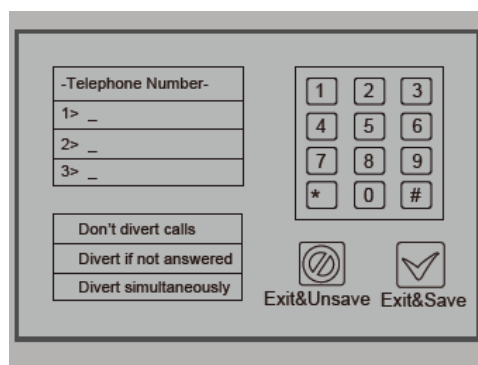 -Telephone Number-
1> _
2> _
3> _
Don't divert calls
Divert if not answered
Divert simultaneously
1 2 3
4 5 6
7 8 9
* 0 #
Exit&Unsave Exit&Save